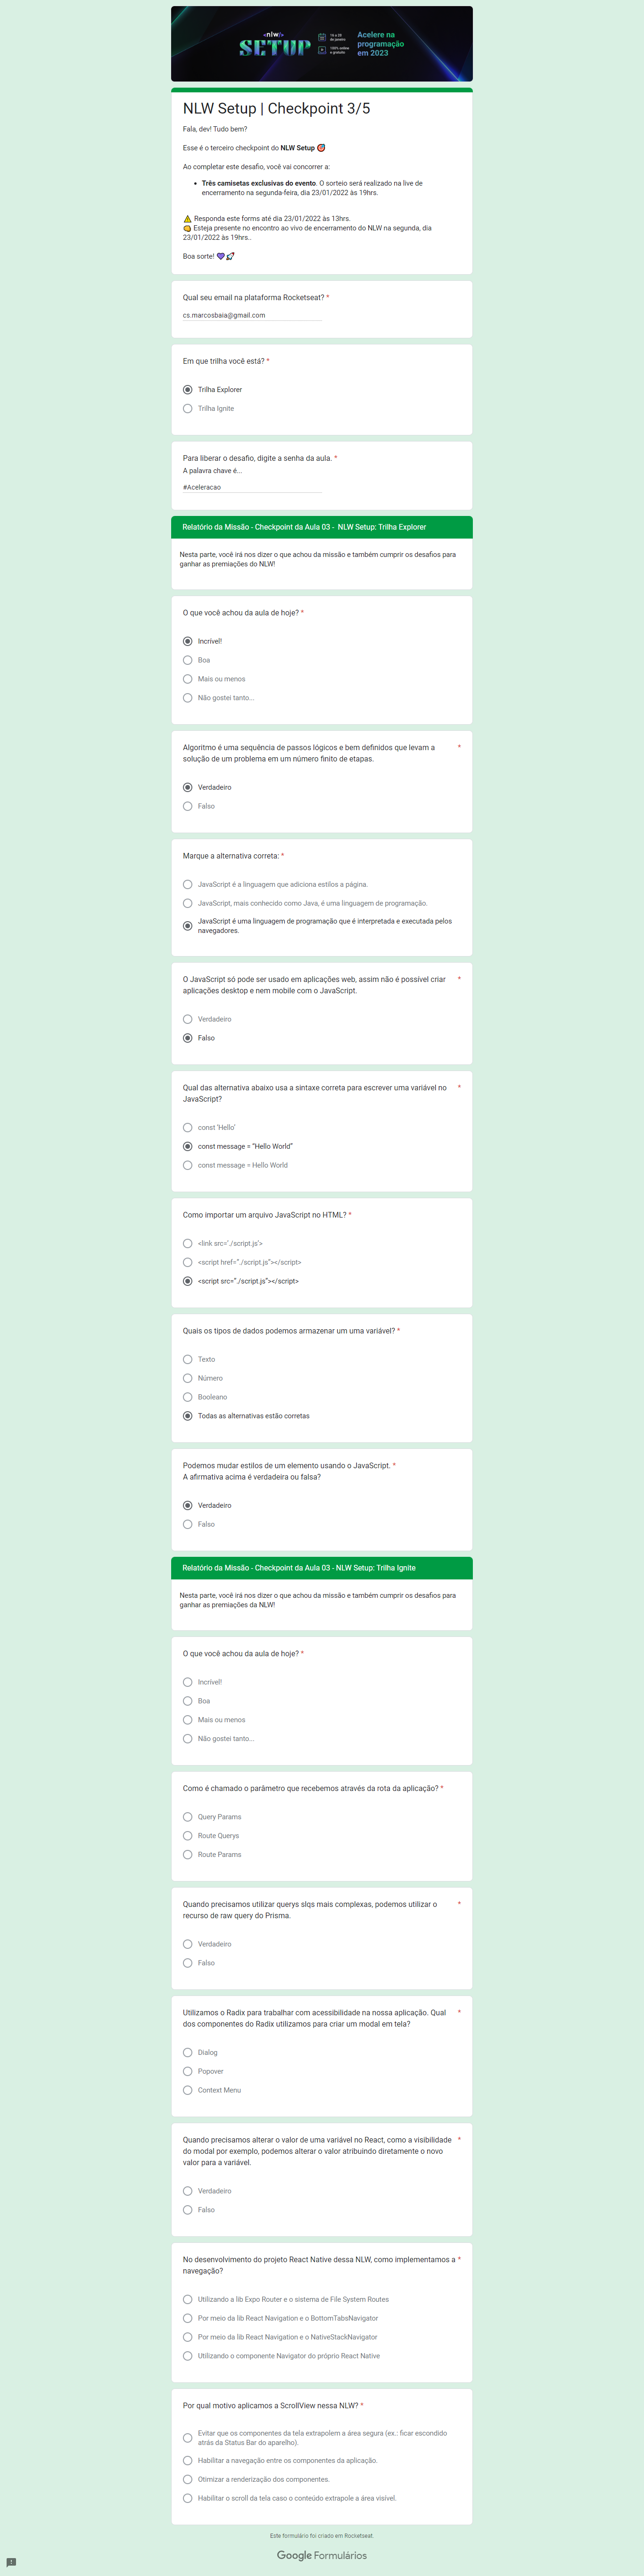 <nlw/>
SETUP
16 a 20
de janeiro
100% online
e gratuito
Acelere na
programação
em 2023
NLW Setup | Checkpoint 3/5
Fala, dev! Tudo bem?
Esse é o terceiro checkpoint do NLW Setup 🎯
Ao completar este desafio, você vai concorrer a:
• Três camisetas exclusivas do evento. O sorteio será realizado na live de
encerramento na segunda-feira, dia 23/01/2022 às 19hrs.
⚠️ Responda este forms até dia 23/01/2022 às 13hrs.
🤜 Esteja presente no encontro ao vivo de encerramento do NLW na segunda, dia
23/01/2022 às 19hrs..
Boa sorte! 💜🚀
Qual seu email na plataforma Rocketseat? *
cs.marcosbaia@gmail.com
Em que trilha você está? *
Trilha Explorer
Trilha Ignite
Para liberar o desafio, digite a senha da aula. *
A palavra chave é...
#Aceleracao
Relatório da Missão - Checkpoint da Aula 03 - NLW Setup: Trilha Explorer
Nesta parte, você irá nos dizer o que achou da missão e também cumprir os desafios para
ganhar as premiações do NLW!
O que você achou da aula de hoje? *
Incrível!
Boa
Mais ou menos
Não gostei tanto...
Algoritmo é uma sequência de passos lógicos e bem definidos que levam a *
solução de um problema em um número finito de etapas.
Verdadeiro
Falso
Marque a alternativa correta: *
JavaScript é a linguagem que adiciona estilos a página.
JavaScript, mais conhecido como Java, é uma linguagem de programação.
JavaScript é uma linguagem de programação que é interpretada e executada pelos
navegadores.
O JavaScript só pode ser usado em aplicações web, assim não é possível criar *
aplicações desktop e nem mobile com o JavaScript.
Verdadeiro
Falso
Qual das alternativa abaixo usa a sintaxe correta para escrever uma variável no *
JavaScript?
const 'Hello'
const message = "Hello World"
const message = Hello World
Como importar um arquivo JavaScript no HTML? *
<link src='./script.js'>
<script href="./script.js"></script>
<script src="./script.js"></script>
Quais os tipos de dados podemos armazenar um uma variável? *
Texto
Número
Booleano
Todas as alternativas estão corretas
Podemos mudar estilos de um elemento usando o JavaScript. *
A afirmativa acima é verdadeira ou falsa?
Verdadeiro
Falso
Relatório da Missão - Checkpoint da Aula 03 - NLW Setup: Trilha Ignite
Nesta parte, você irá nos dizer o que achou da missão e também cumprir os desafios para
ganhar as premiações da NLW!
O que você achou da aula de hoje? *
Incrível!
Boa
Mais ou menos
Não gostei tanto...
Como é chamado o parâmetro que recebemos através da rota da aplicação? *
Query Params
Route Querys
Route Params
Quando precisamos utilizar querys slqs mais complexas, podemos utilizar o *
recurso de raw query do Prisma.
Verdadeiro
Falso
Utilizamos o Radix para trabalhar com acessibilidade na nossa aplicação. Qual *
dos componentes do Radix utilizamos para criar um modal em tela?
Dialog
Popover
Context Menu
Quando precisamos alterar o valor de uma variável no React, como a visibilidade *
do modal por exemplo, podemos alterar o valor atribuindo diretamente o novo
valor para a variável.
Verdadeiro
Falso
No desenvolvimento do projeto React Native dessa NLW, como implementamos a *
navegação?
Utilizando a lib Expo Router e o sistema de File System Routes
Por meio da lib React Navigation e o BottomTabsNavigator
Por meio da lib React Navigation e o NativeStackNavigator
Utilizando o componente Navigator do próprio React Native
Por qual motivo aplicamos a ScrollView nessa NLW? *
Evitar que os componentes da tela extrapolem a área segura (ex.: ficar escondido
atrás da Status Bar do aparelho).
Habilitar a navegação entre os componentes da aplicação.
Otimizar a renderização dos componentes.
Habilitar o scroll da tela caso o conteúdo extrapole a área visível.
Este formulário foi criado em Rocketseat.
Google Formulários